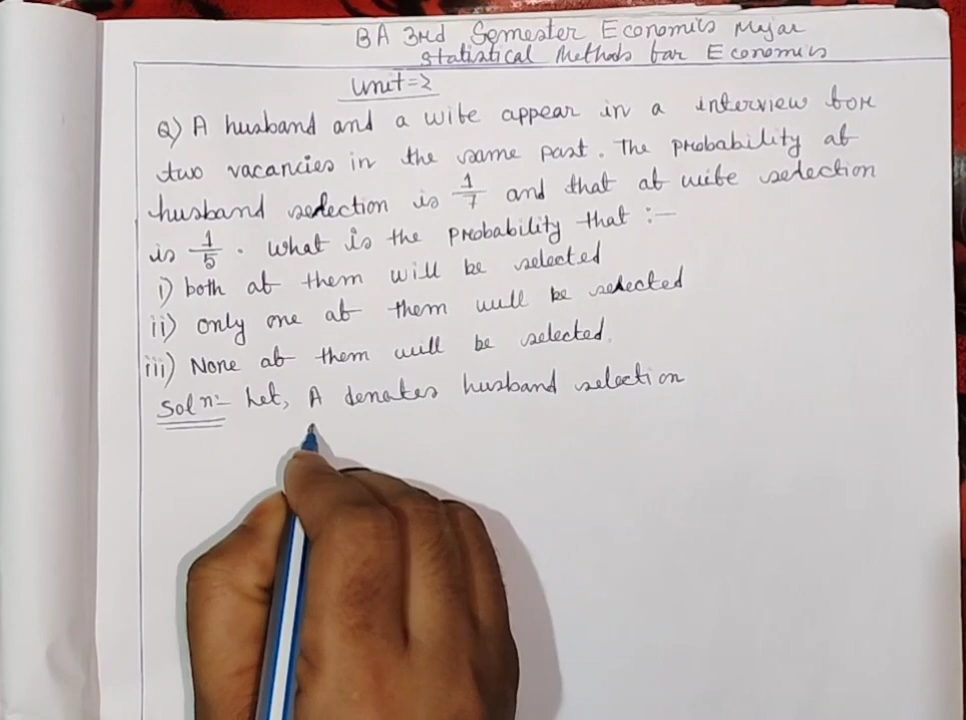 BA 3rd Semester Economics Major
Statistical Methods for Economics
Unit=2
Q) A husband and a wife appear in a interview for
two vacancies in the same post. The probability of
husband selection is 1/7 and that of wife selection
is 1/5. What is the probability that :-
i) both of them will be selected
ii) only one of them will be selected
iii) None of them will be selected.
Soln:- Let, A denotes husband selection